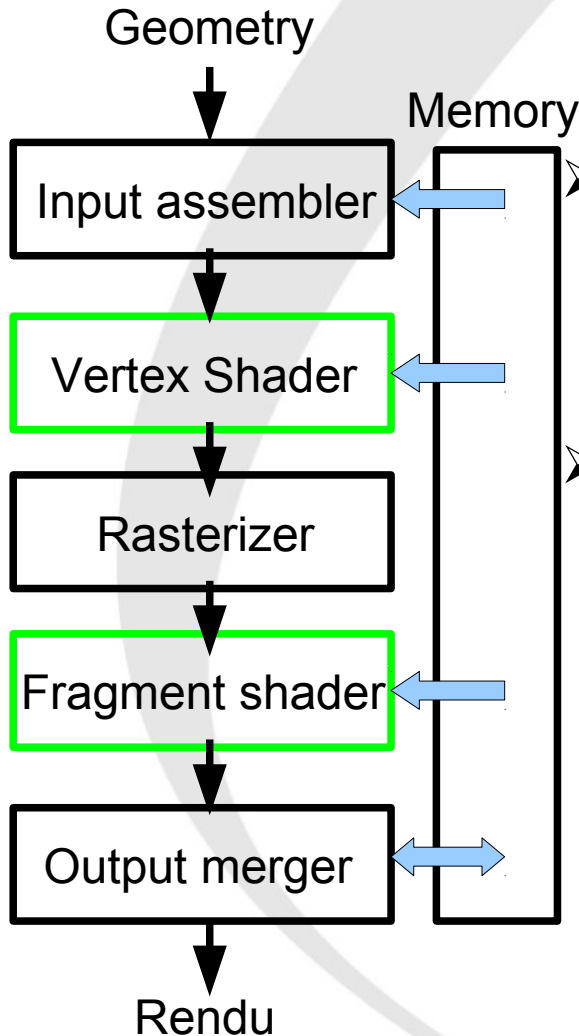 Geometry
Memory
Input assembler
Vertex Shader
Rasterizer
Fragment shader
Output merger
Rendu